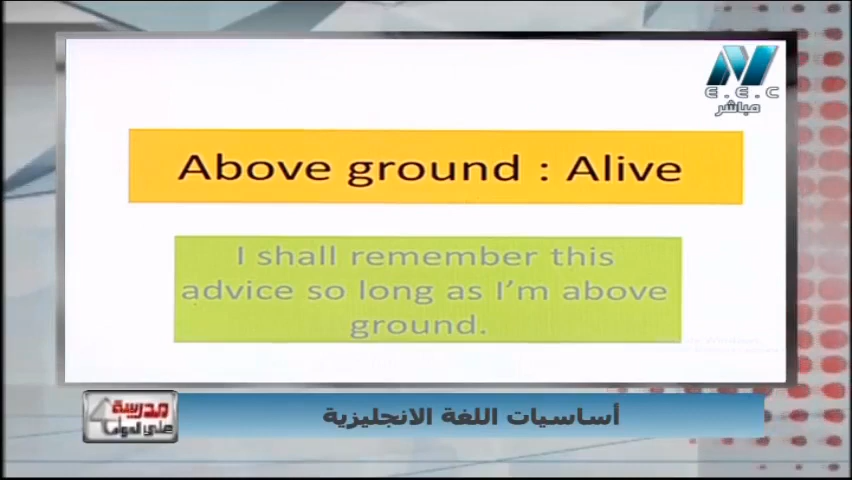 E.E.C
مباشر
Above ground : Alive
I shall remember this
advice so long as I'm above
ground.
أساسيات اللغة الانجليزية
مدرسة
على الهواء